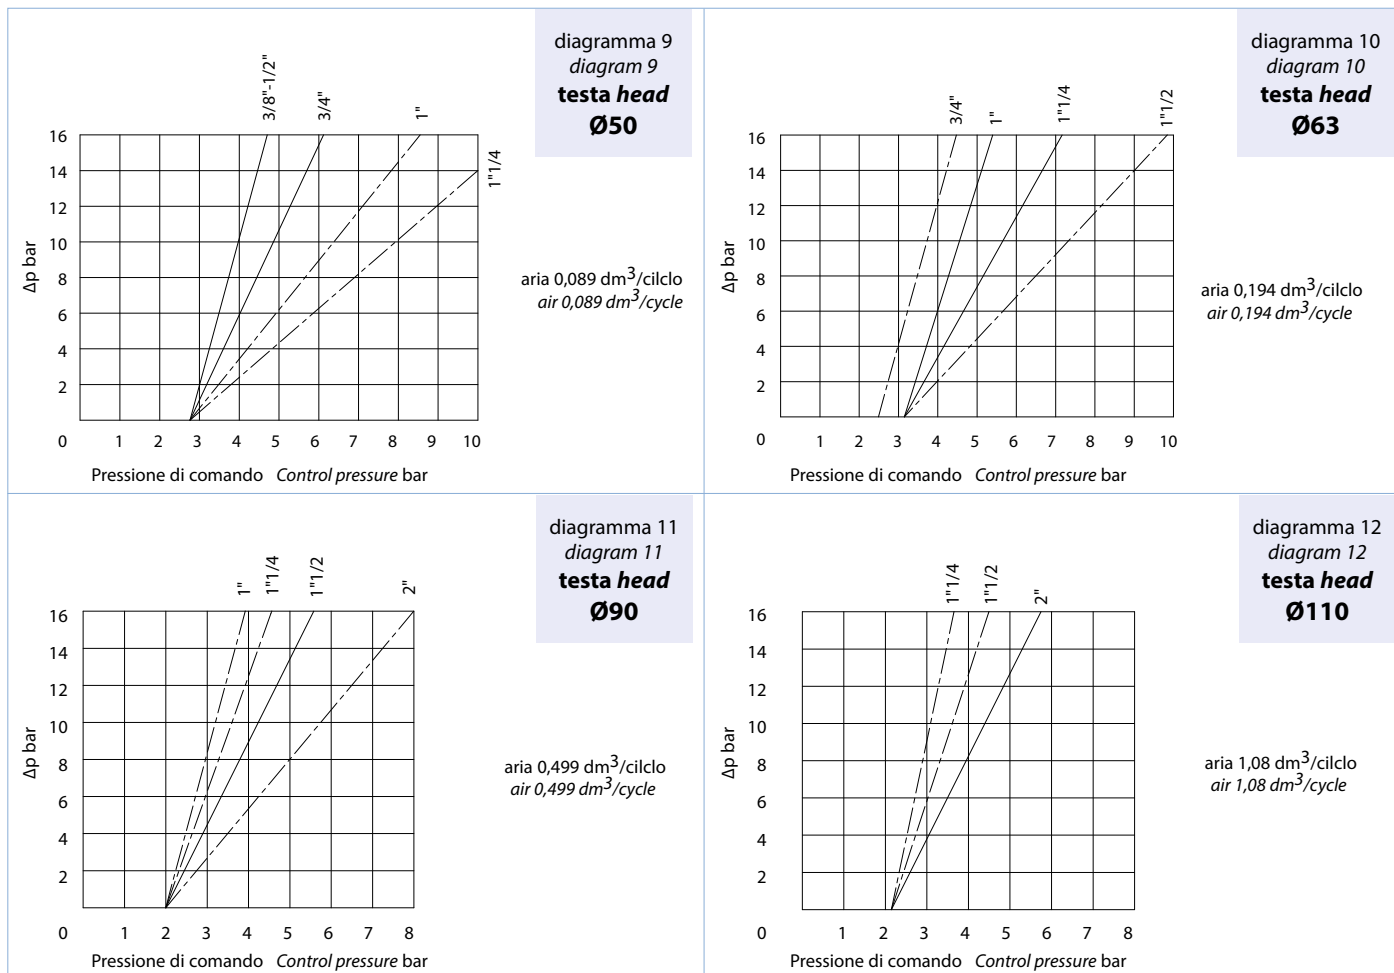 diagramma 9
diagram 9
testa head
Ø50
3/8"-1/2"
3/4"
1"
1"1/4
16
14
12
10
8
6
4
2
0 1 2 3 4 5 6 7 8 9 10
Δp bar
Pressione di comando Control pressure bar
aria 0,089 dm³/cilclo
air 0,089 dm³/cycle
diagramma 10
diagram 10
testa head
Ø63
3/4"
1"
1"1/4
1"1/2
16
14
12
10
8
6
4
2
0 1 2 3 4 5 6 7 8 9 10
Δp bar
Pressione di comando Control pressure bar
aria 0,194 dm³/cilclo
air 0,194 dm³/cycle
diagramma 11
diagram 11
testa head
Ø90
1"
1"1/4
1"1/2
2"
16
14
12
10
8
6
4
2
0 1 2 3 4 5 6 7 8
Δp bar
Pressione di comando Control pressure bar
aria 0,499 dm³/cilclo
air 0,499 dm³/cycle
diagramma 12
diagram 12
testa head
Ø110
1"1/4
1"1/2
2"
16
14
12
10
8
6
4
2
0 1 2 3 4 5 6 7 8
Δp bar
Pressione di comando Control pressure bar
aria 1,08 dm³/cilclo
air 1,08 dm³/cycle